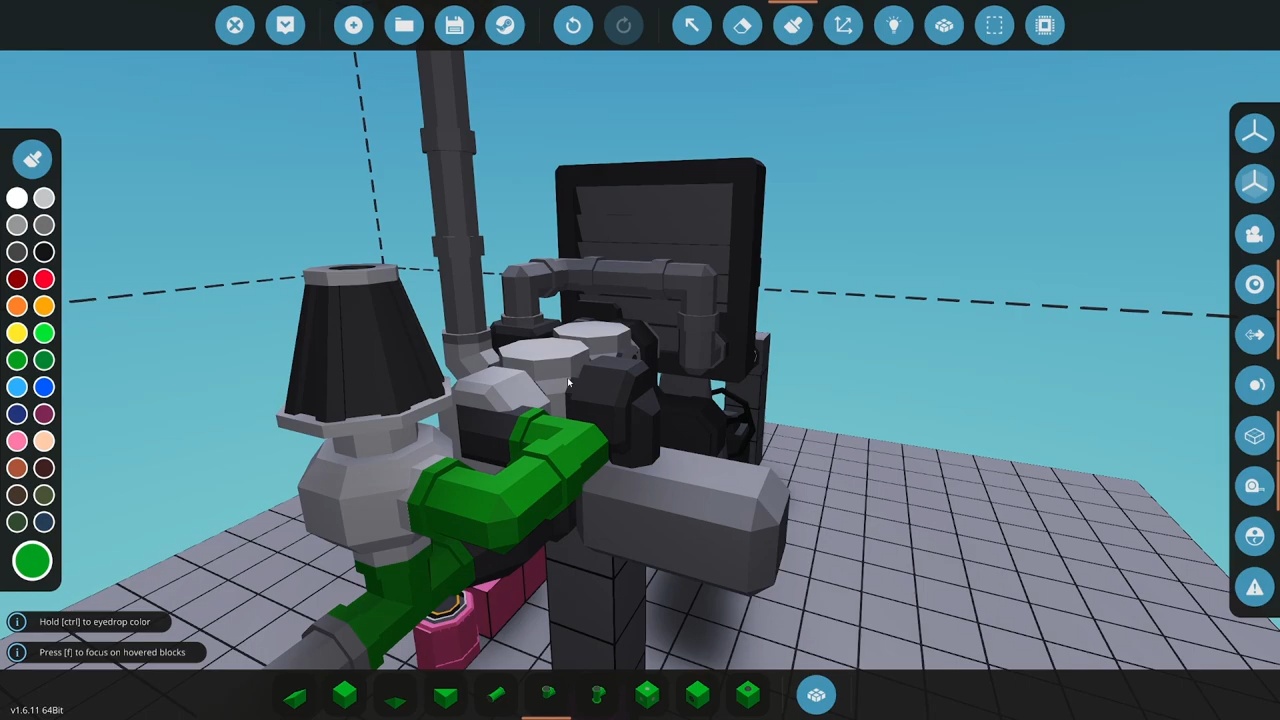 Hold [ctrl] to eyedrop color
Press [f] to focus on hovered blocks
v1.6.11 64Bit